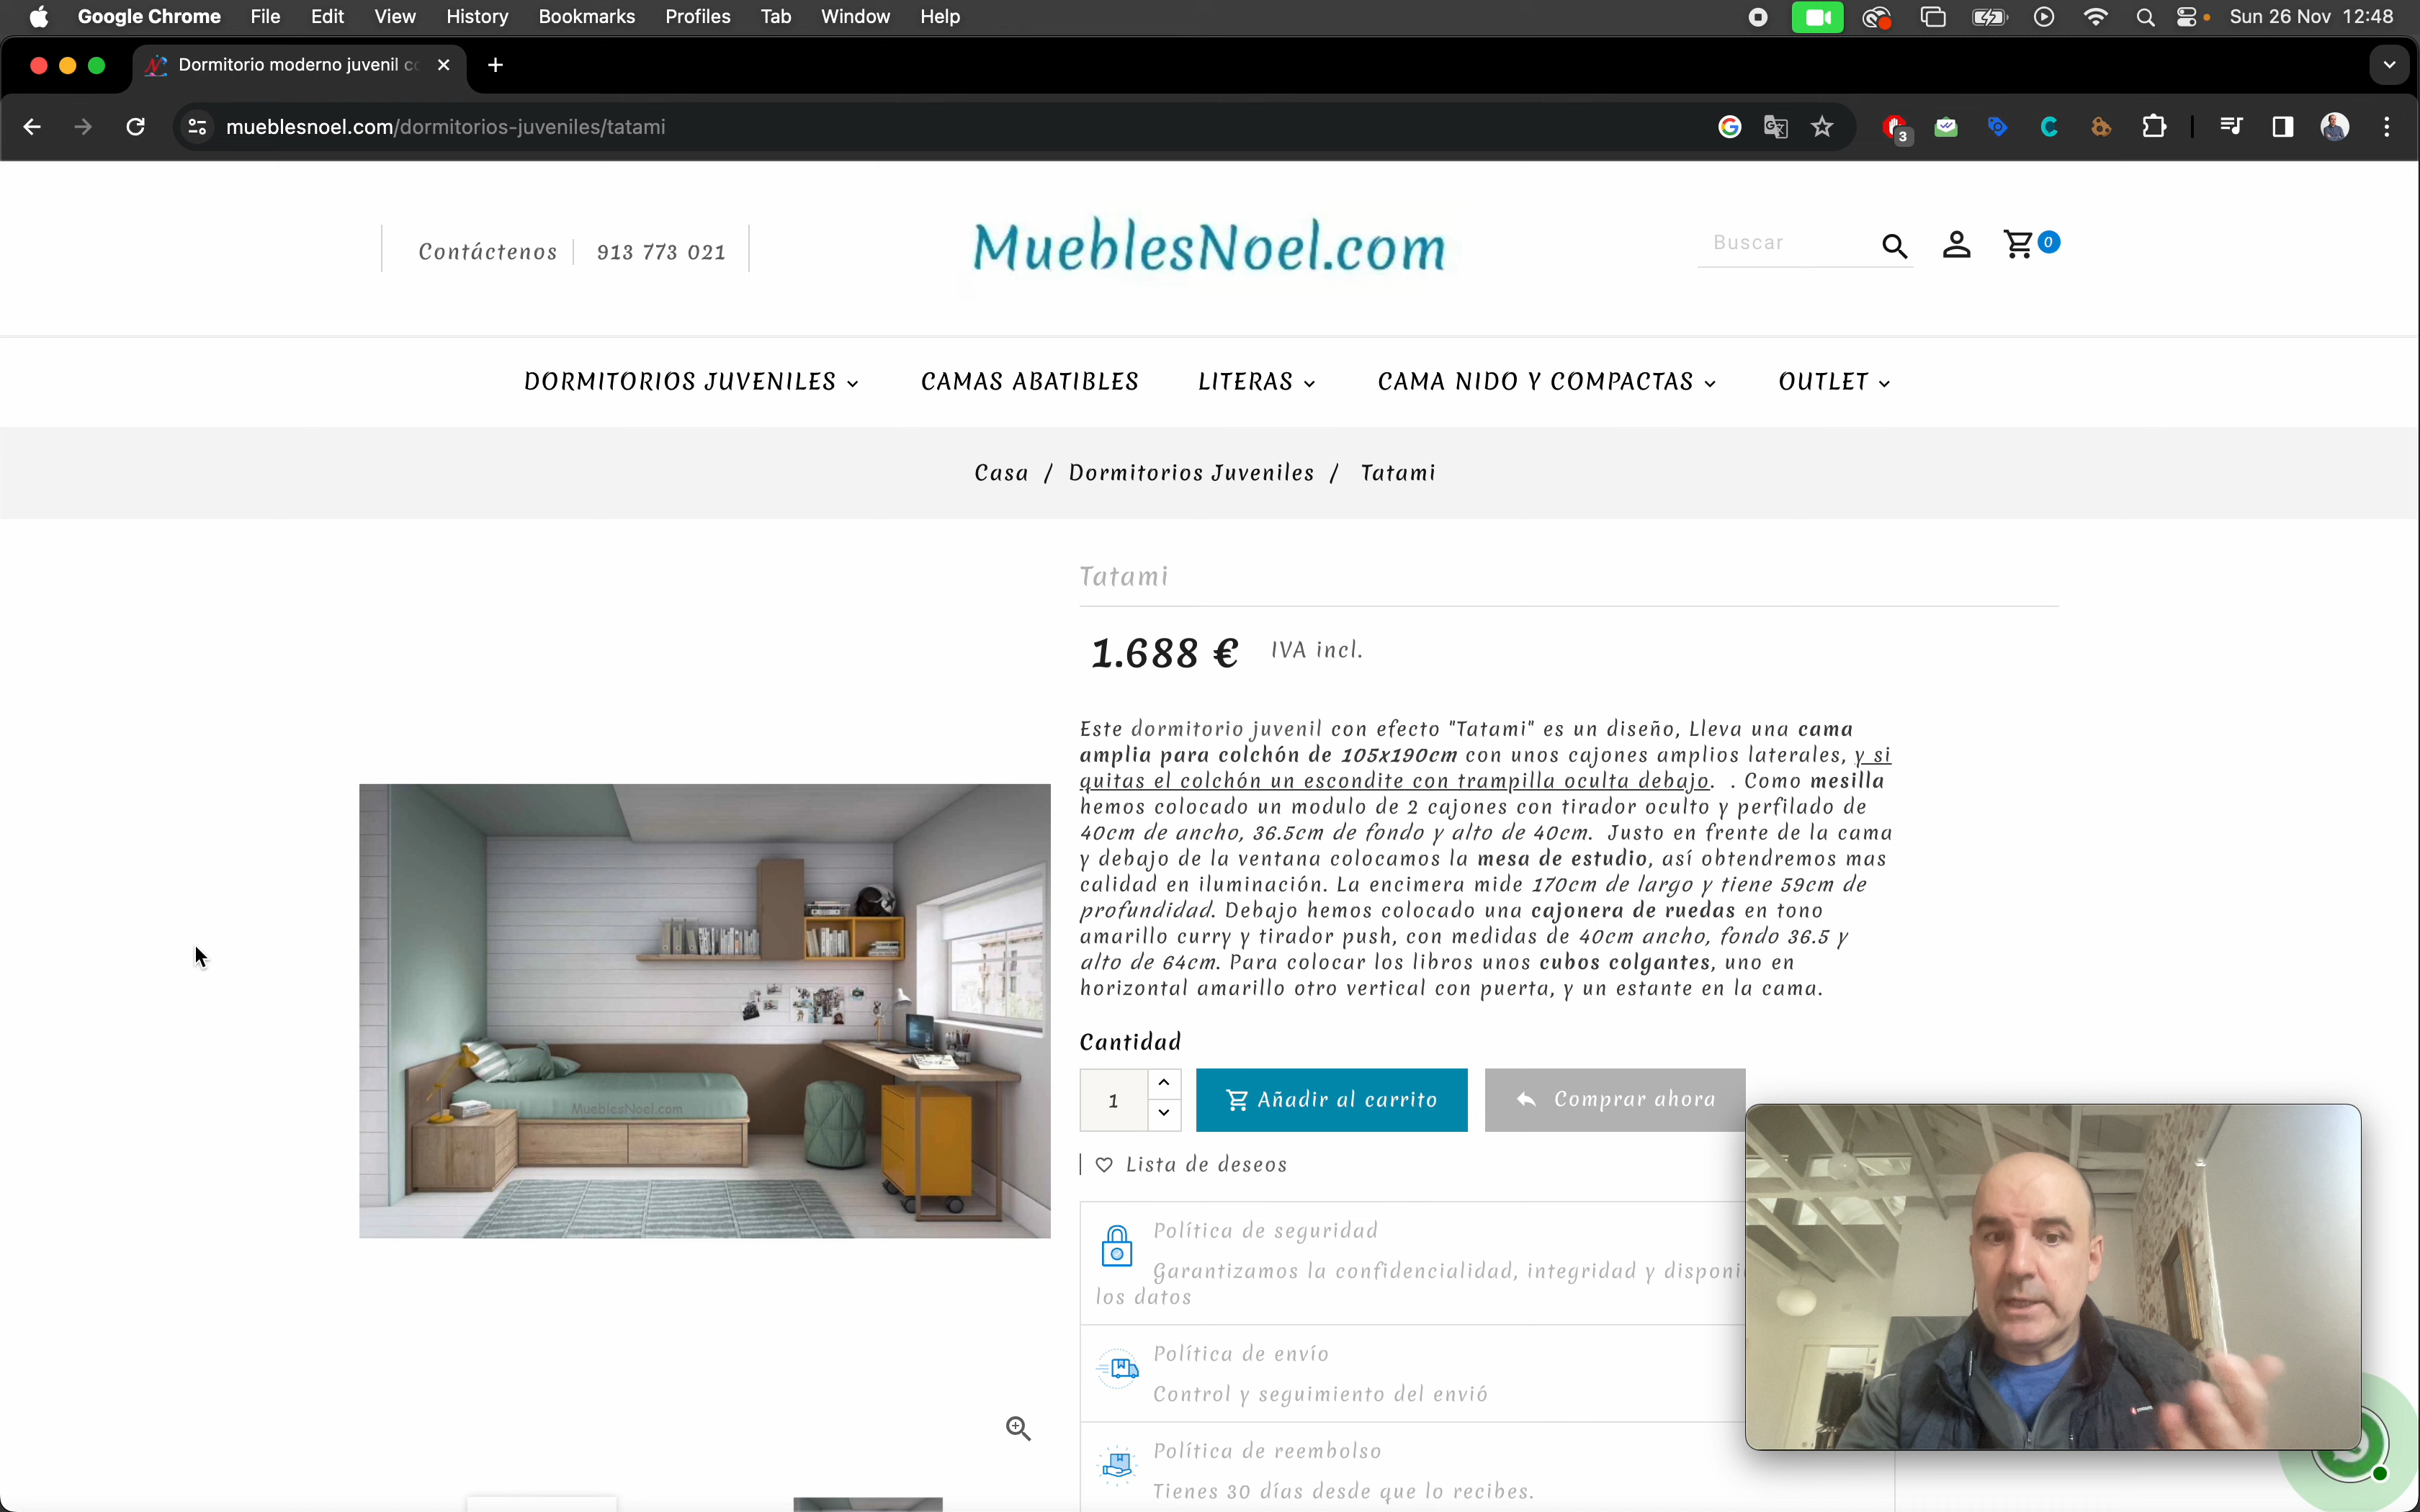 Google Chrome File Edit View History Bookmarks Profiles Tab Window Help Sun 26 Nov 12:48
Dormitorio moderno juvenil
mueblesnoel.com/dormitorios-juveniles/tatami 3
Contáctenos 913 773 021 MueblesNoel.com Buscar 0
DORMITORIOS JUVENILES CAMAS ABATIBLES LITERAS CAMA NIDO Y COMPACTAS OUTLET
Casa / Dormitorios Juveniles / Tatami
Tatami
1.688 € IVA incl.
Este dormitorio juvenil con efecto "Tatami" es un diseño, Lleva una cama
amplia para colchón de 105x190cm con unos cajones amplios laterales, y si
quitas el colchón un escondite con trampilla oculta debajo. . Como mesilla
hemos colocado un modulo de 2 cajones con tirador oculto y perfilado de
40cm de ancho, 36.5cm de fondo y alto de 40cm. Justo en frente de la cama
y debajo de la ventana colocamos la mesa de estudio, así obtendremos mas
calidad en iluminación. La encimera mide 170cm de largo y tiene 59cm de
profundidad. Debajo hemos colocado una cajonera de ruedas en tono
amarillo curry y tirador push, con medidas de 40cm ancho, fondo 36.5 y
alto de 64cm. Para colocar los libros unos cubos colgantes, uno en
horizontal amarillo otro vertical con puerta, y un estante en la cama.
MueblesNoel.com
Cantidad
1 Añadir al carrito Comprar ahora
Lista de deseos
Política de seguridad
Garantizamos la confidencialidad, integridad y
los datos
Política de envío
Control y seguimiento del envió
Política de reembolso
Tienes 30 días desde que lo recibes.